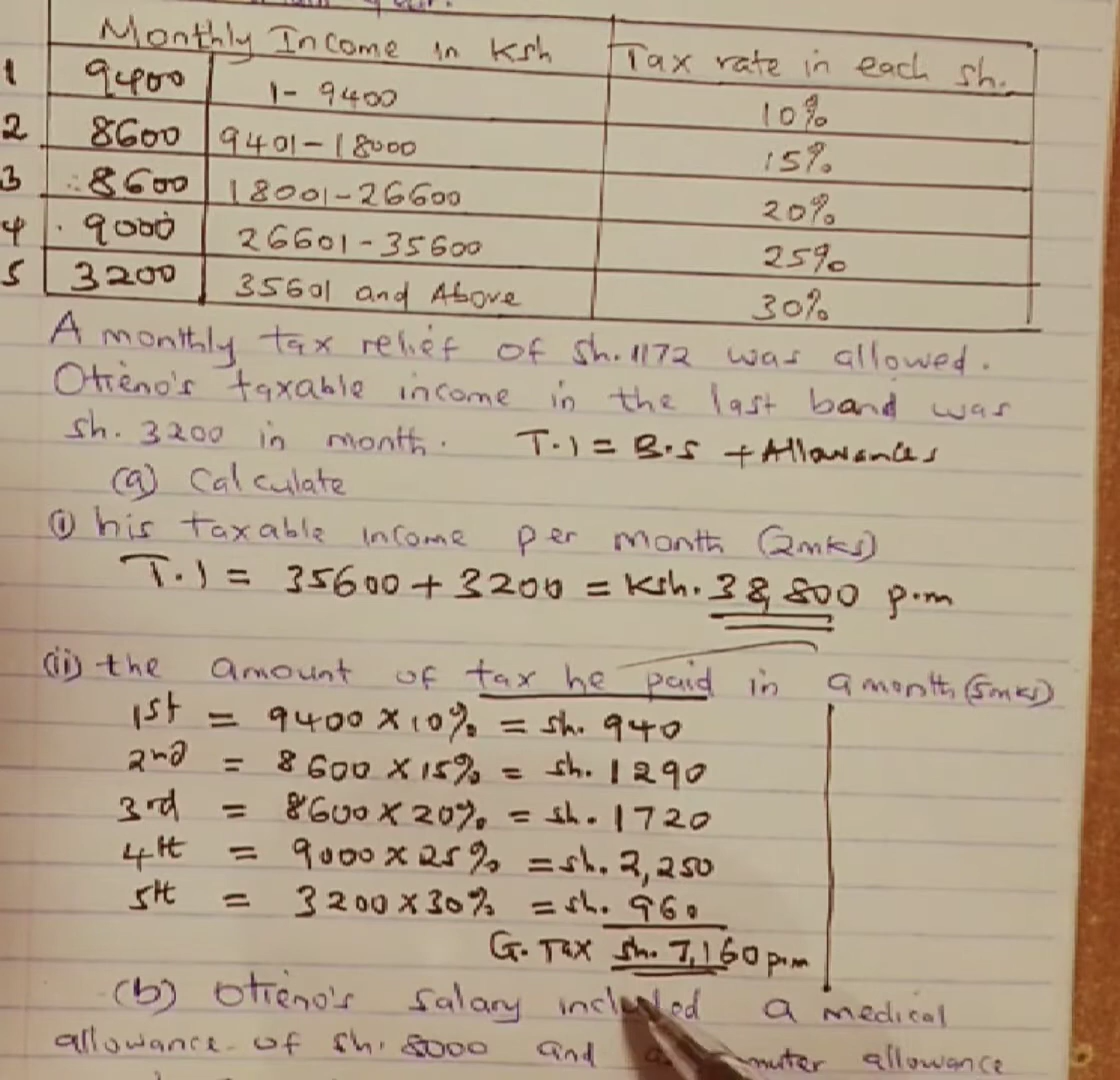 year.
Monthly Income in Ksh Tax rate in each sh.
1 9400 1-9400 10%
2 8600 9401-18000 15%
3 8600 18001-26600 20%
4 9000 26601-35600 25%
5 3200 35601 and Above 30%
A monthly tax relief of sh.1172 was allowed.
Otieno's taxable income in the last band was
sh. 3200 in month. T.I = B.S + Allowances
(a) Calculate
(i) his taxable income per month (2mks)
T.I = 35600 + 3200 = Ksh. 38,800 p.m
(ii) the amount of tax he paid in a month (5mks)
1st = 9400 × 10% = sh. 940
2nd = 8600 × 15% = sh. 1290
3rd = 8600 × 20% = sh. 1720
4th = 9000 × 25% = sh. 2,250
5th = 3200 × 30% = sh. 960
G. Tax sh. 7,160 p.m
(b) Otieno's salary included a medical
allowance of sh. 8000 and allowance